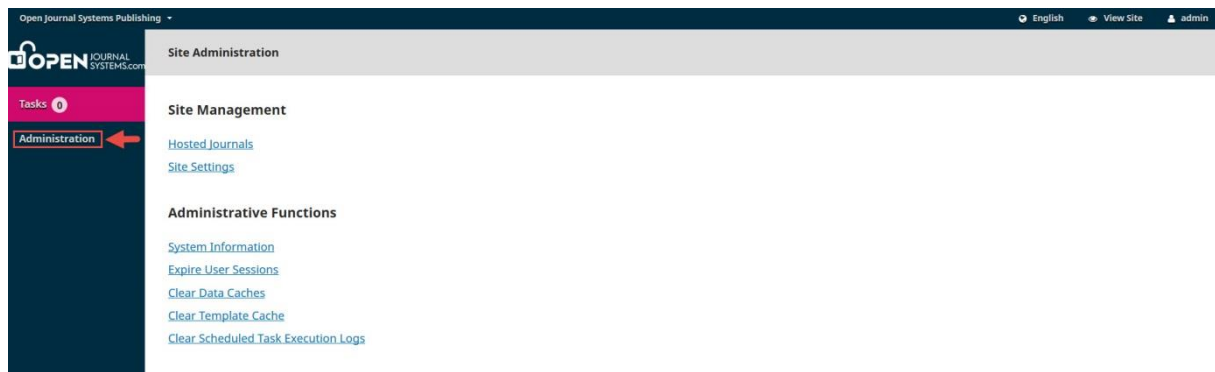 Open Journal Systems Publishing
English View Site admin
OPEN JOURNAL SYSTEMS.com
Site Administration
Tasks 0
Administration
Site Management
Hosted Journals
Site Settings
Administrative Functions
System Information
Expire User Sessions
Clear Data Caches
Clear Template Cache
Clear Scheduled Task Execution Logs